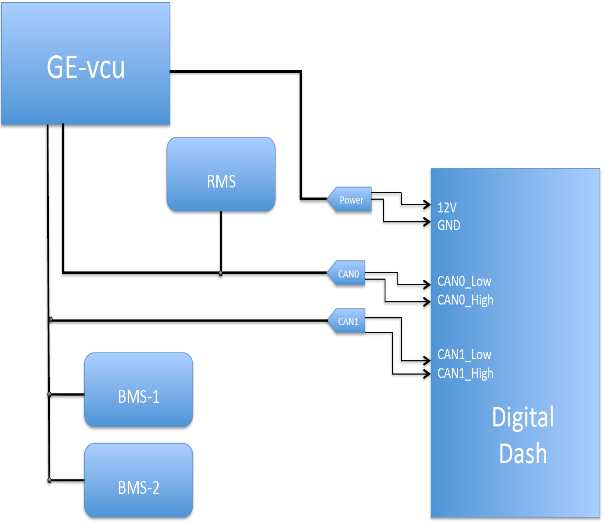 GE-vcu
RMS
Power
12V
GND
CAN0
CAN0_Low
CAN0_High
CAN1
CAN1_Low
CAN1_High
BMS-1
BMS-2
Digital
Dash